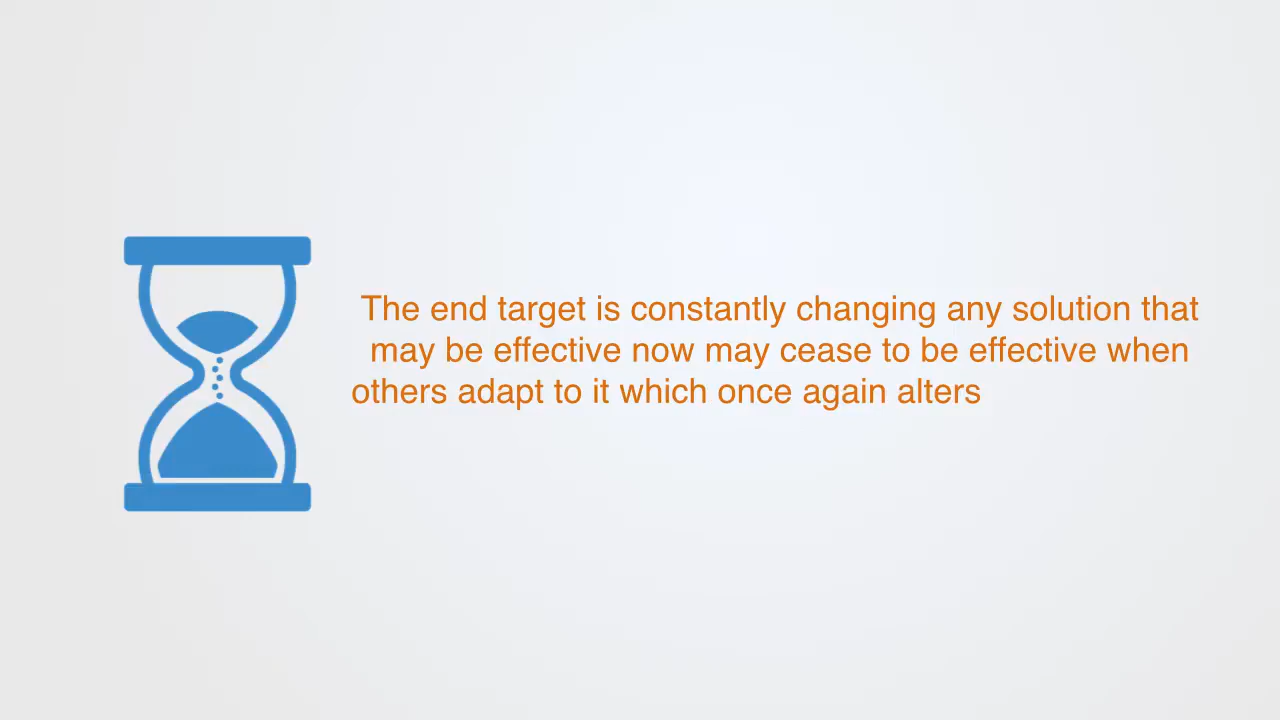 The end target is constantly changing any solution that
may be effective now may cease to be effective when
others adapt to it which once again alters